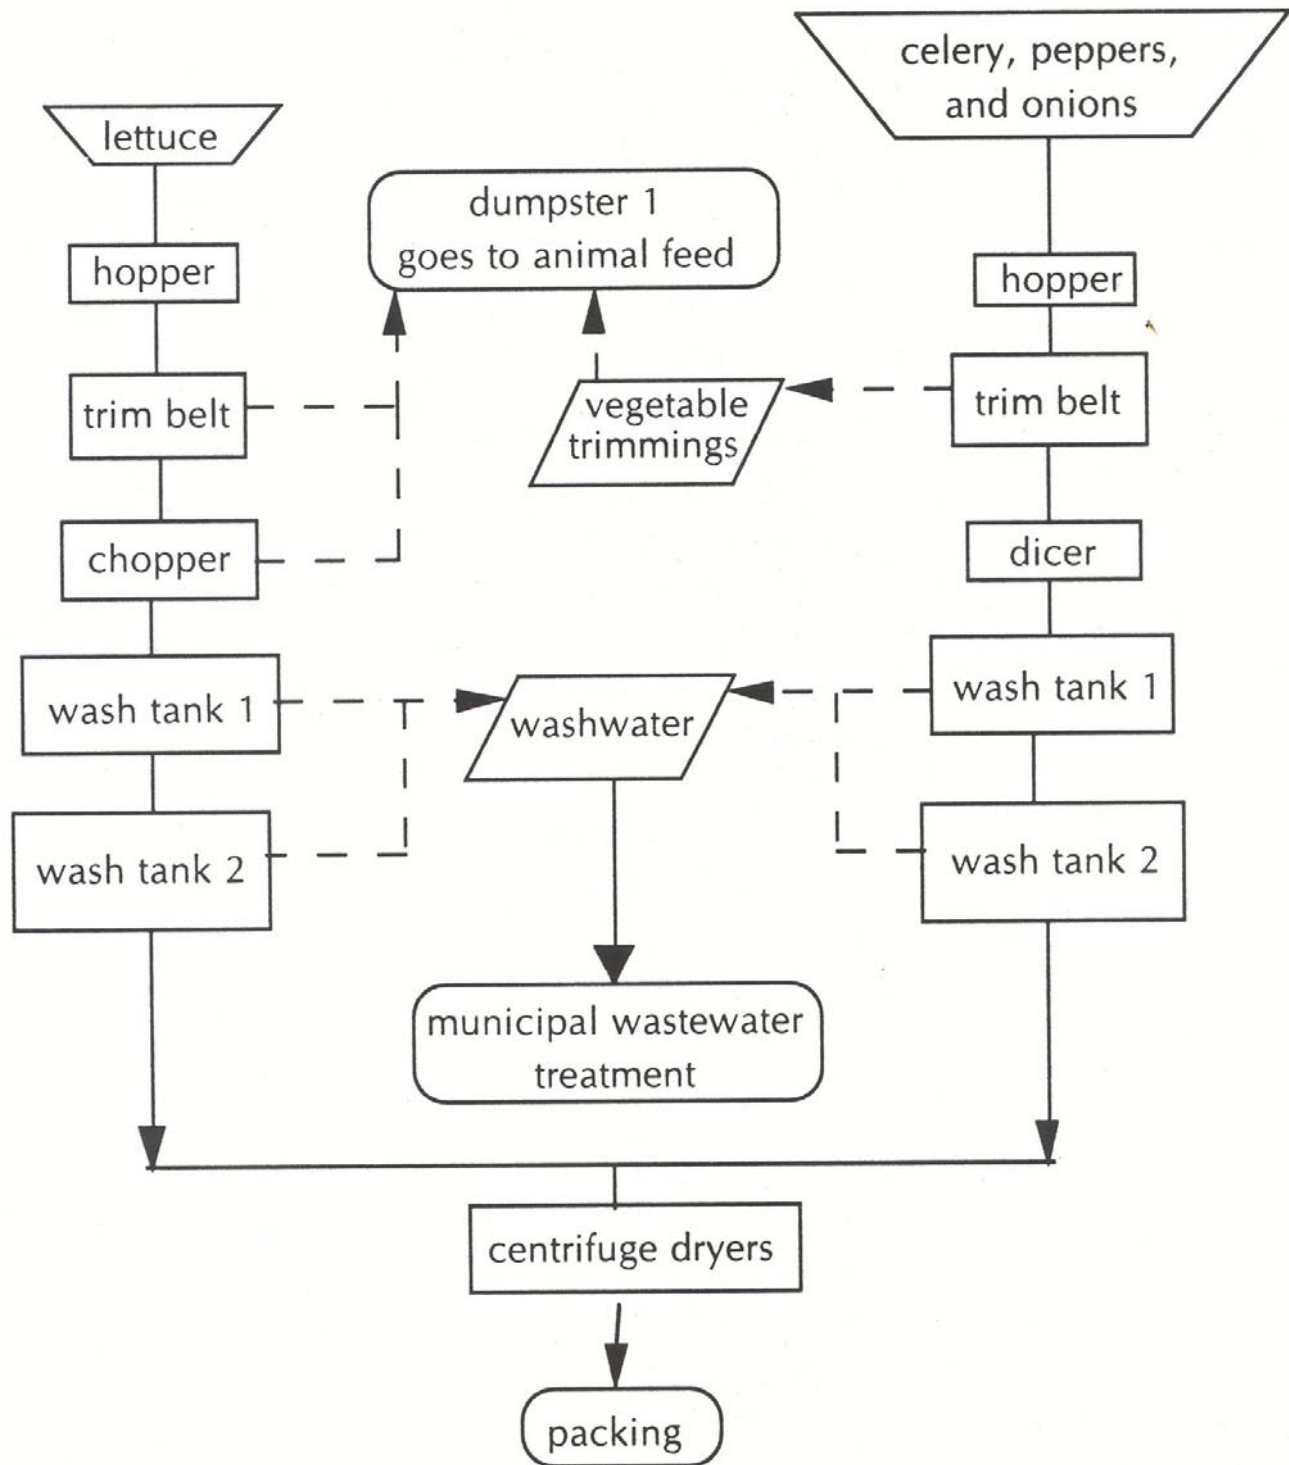 celery, peppers,
and onions
lettuce
dumpster 1
goes to animal feed
hopper
hopper
trim belt
vegetable
trimmings
trim belt
chopper
dicer
wash tank 1
washwater
wash tank 1
wash tank 2
wash tank 2
municipal wastewater
treatment
centrifuge dryers
packing